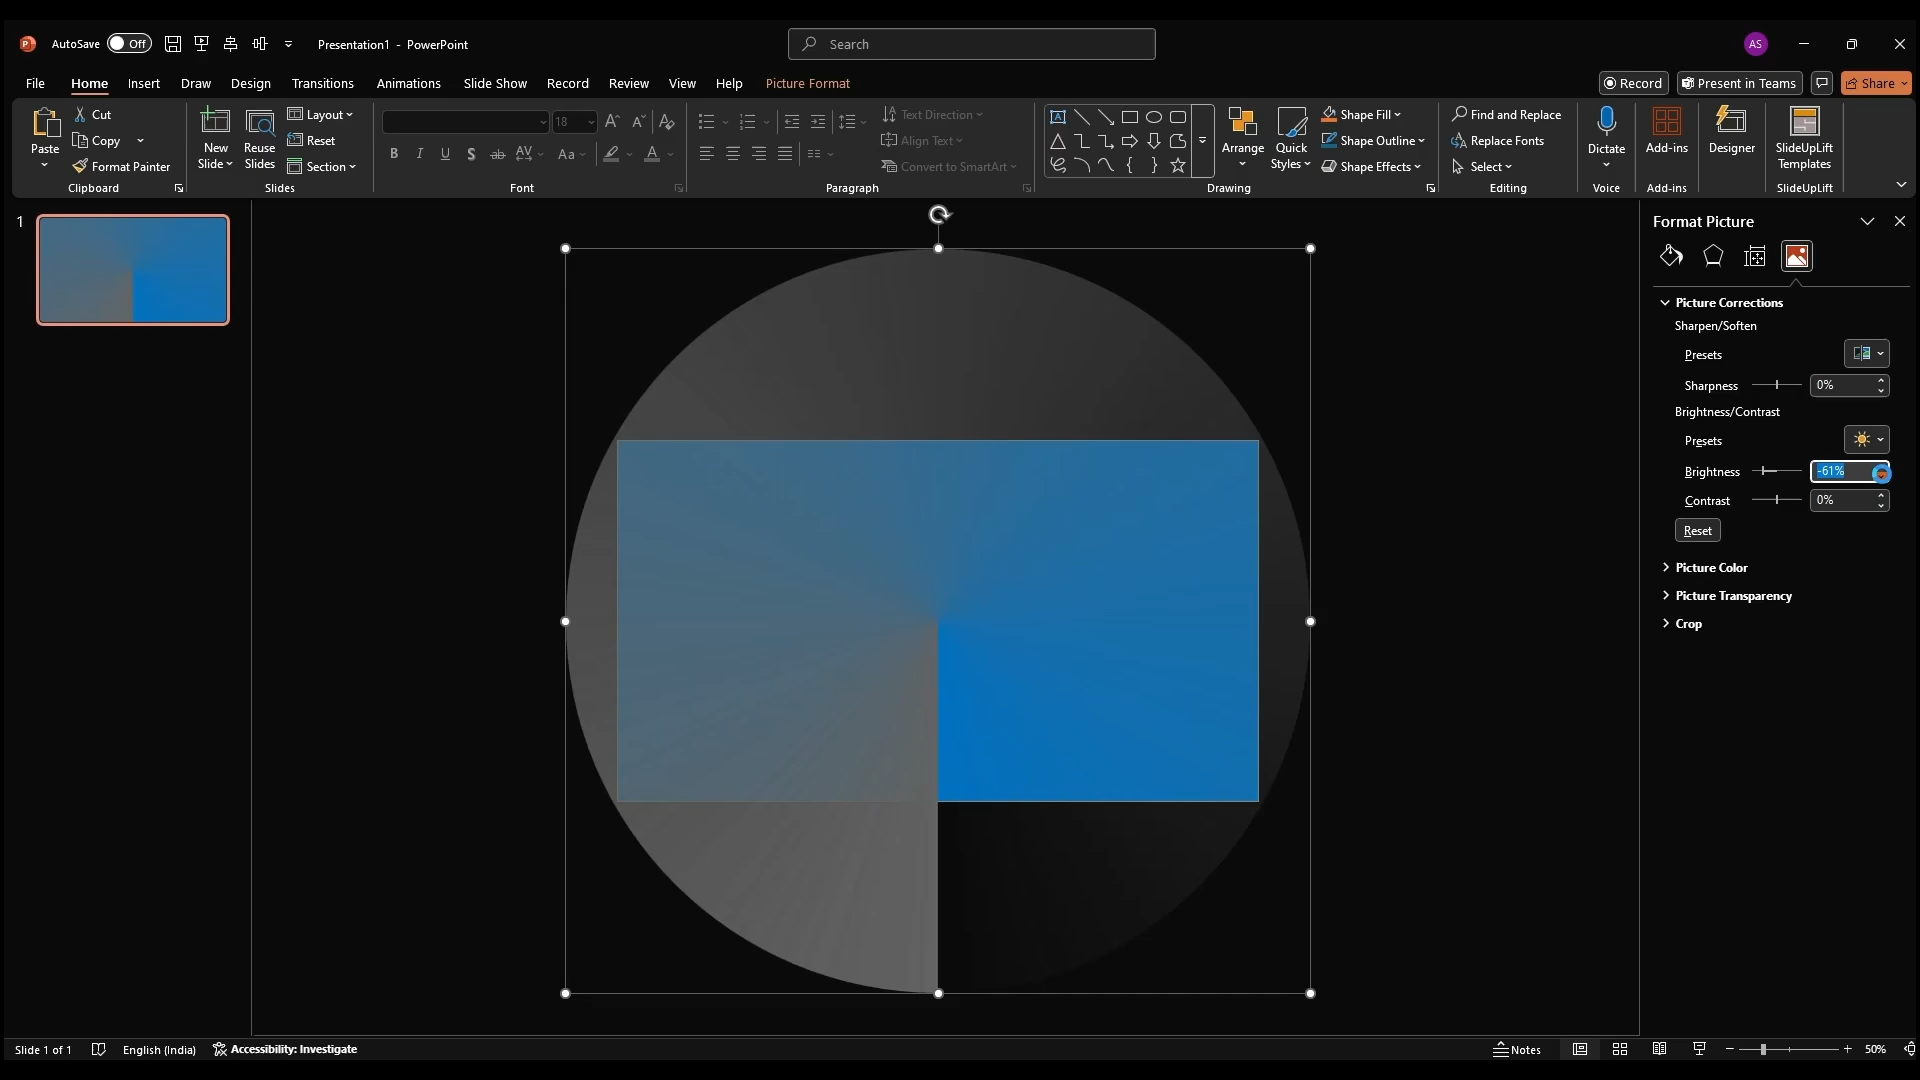 AutoSave Off Presentation1 - PowerPoint Search AS
File Home Insert Draw Design Transitions Animations Slide Show Record Review View Help Picture Format Record Present in Teams Share
Paste
Cut
Copy
Format Painter
Clipboard
New
Slide
Reuse
Slides
Layout
Reset
Section
Slides
18
B I U S ab AV Aa A
Font
Text Direction
Align Text
Convert to SmartArt
Paragraph
Arrange
Quick
Styles
Shape Fill
Shape Outline
Shape Effects
Drawing
Find and Replace
Replace Fonts
Select
Editing
Dictate
Voice
Add-ins
Add-ins
Designer
SlideUpLift
Templates
SlideUpLift
1
Format Picture
Picture Corrections
Sharpen/Soften
Presets
Sharpness 0%
Brightness/Contrast
Presets
Brightness -61%
Contrast 0%
Reset
Picture Color
Picture Transparency
Crop
Slide 1 of 1 English (India) Accessibility: Investigate Notes 50%